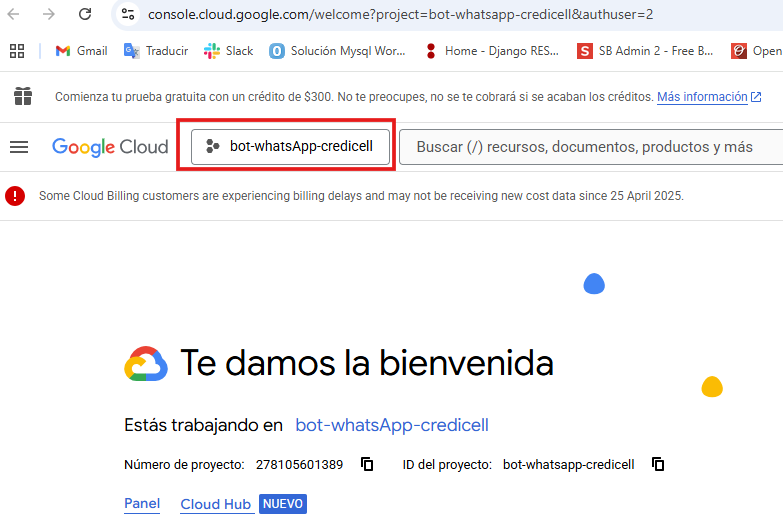 console.cloud.google.com/welcome?project=bot-whatsapp-credicell&authuser=2
Gmail Traducir Slack Solución Mysql Wor... Home - Django RES... SB Admin 2 - Free B... Open
Comienza tu prueba gratuita con un crédito de $300. No te preocupes, no se te cobrará si se acaban los créditos. Más información
Google Cloud bot-whatsApp-credicell Buscar (/) recursos, documentos, productos y más
Some Cloud Billing customers are experiencing billing delays and may not be receiving new cost data since 25 April 2025.
Te damos la bienvenida
Estás trabajando en bot-whatsApp-credicell
Número de proyecto: 278105601389 ID del proyecto: bot-whatsapp-credicell
Panel Cloud Hub NUEVO